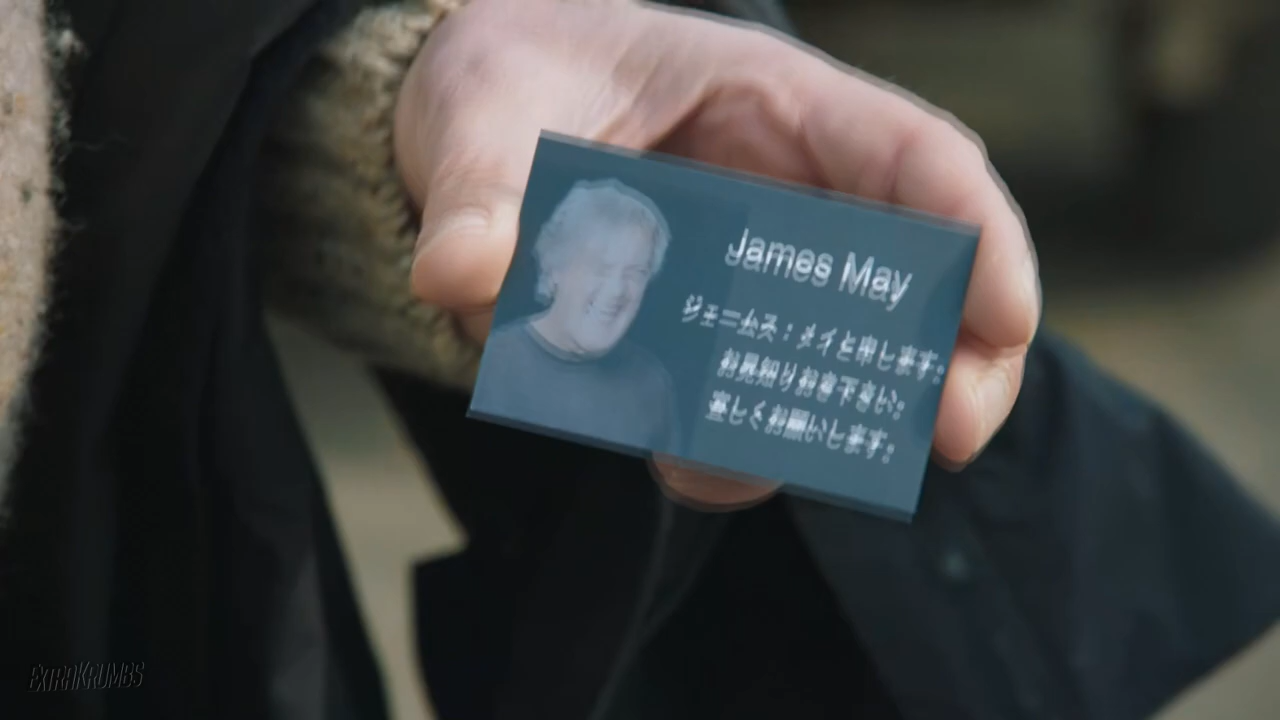 James May
ジェームス・メイと申します。
お見知りおき下さい。
宜しくお願いします。
EXTRAKRUMBS